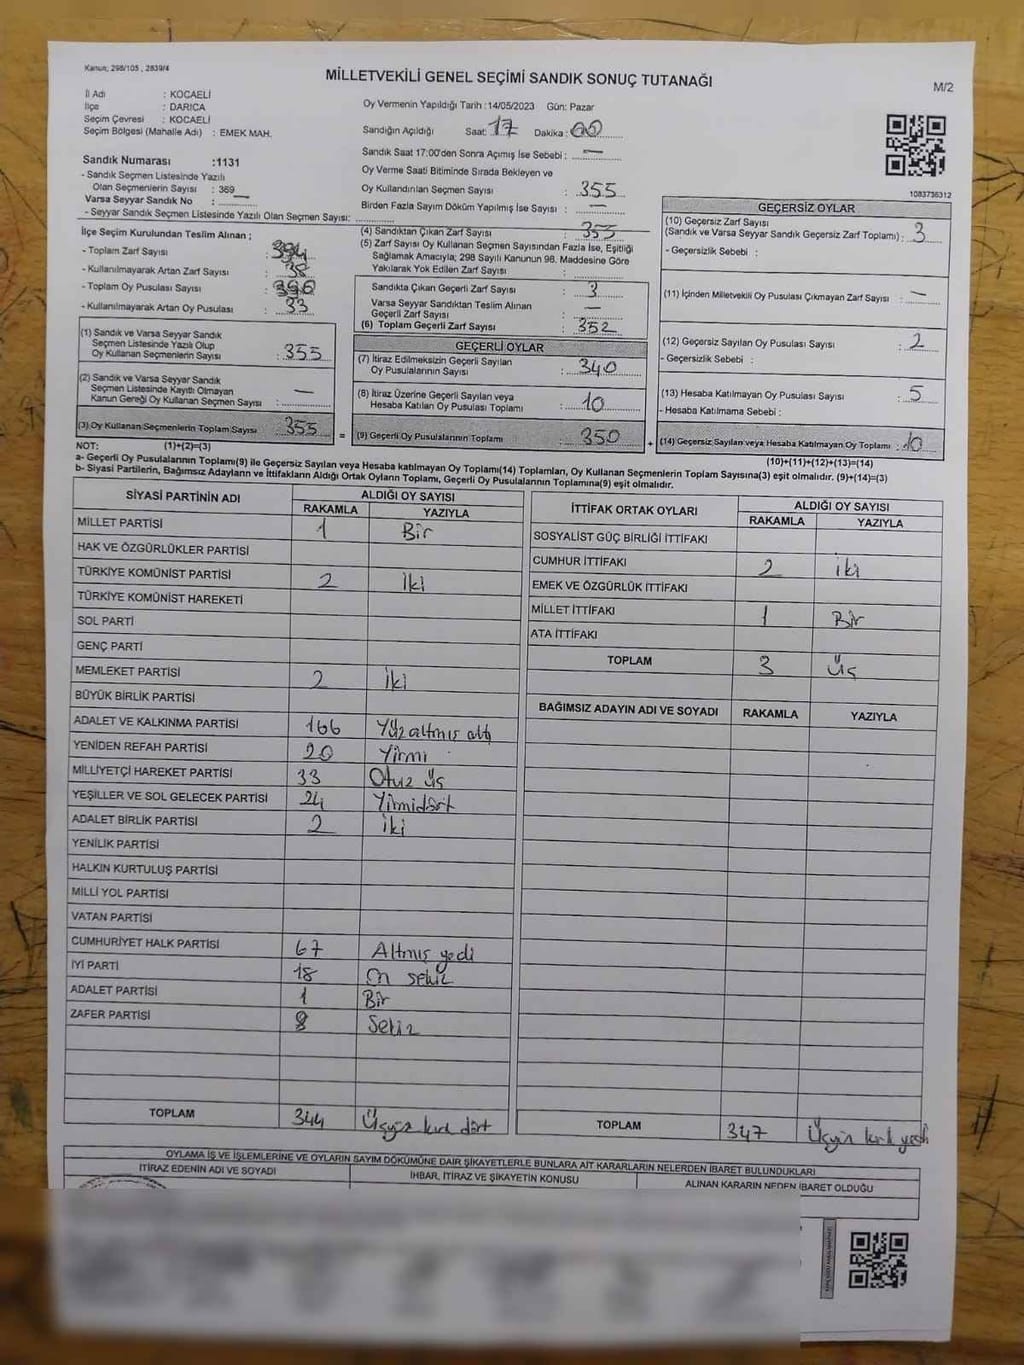 Kanun; 298/105 , 2839/4
MİLLETVEKİLİ GENEL SEÇİMİ SANDIK SONUÇ TUTANAĞI
M/2
İl Adı : KOCAELİ
İlçe : DARICA
Seçim Çevresi : KOCAELİ
Seçim Bölgesi (Mahalle Adı) : EMEK MAH.
Sandık Numarası :1131
- Sandık Seçmen Listesinde Yazılı
Olan Seçmenlerin Sayısı : 369
Varsa Seyyar Sandık No : —
- Seyyar Sandık Seçmen Listesinde Yazılı Olan Seçmen Sayısı:
Oy Vermenin Yapıldığı Tarih :14/05/2023 Gün: Pazar
Sandığın Açıldığı Saat: 17 Dakika: 00
Sandık Saat 17:00'den Sonra Açımış İse Sebebi : —
Oy Verme Saati Bitiminde Sırada Bekleyen ve
Oy Kullandırılan Seçmen Sayısı : 355
Birden Fazla Sayım Döküm Yapılmış İse Sayısı : —
1083736312
İlçe Seçim Kurulundan Teslim Alınan ;
- Toplam Zarf Sayısı :
- Kullanılmayarak Artan Zarf Sayısı :
- Toplam Oy Pusulası Sayısı :
- Kullanılmayarak Artan Oy Pusulası : 33
(1) Sandık ve Varsa Seyyar Sandık
Seçmen Listesinde Yazılı Olup
Oy Kullanan Seçmenlerin Sayısı : 355
(2) Sandık ve Varsa Seyyar Sandık
Seçmen Listesinde Kayıtlı Olmayan
Kanun Gereği Oy Kullanan Seçmen Sayısı : —
(3) Oy Kullanan Seçmenlerin Toplam Sayısı : 355
(4) Sandıktan Çıkan Zarf Sayısı : 355
(5) Zarf Sayısı Oy Kullanan Seçmen Sayısından Fazla İse, Eşitliği
Sağlamak Amacıyla; 298 Sayılı Kanunun 98. Maddesine Göre
Yakılarak Yok Edilen Zarf Sayısı :
Sandıkta Çıkan Geçerli Zarf Sayısı : 3
Varsa Seyyar Sandıktan Teslim Alınan
Geçerli Zarf Sayısı : —
(6) Toplam Geçerli Zarf Sayısı : 352
GEÇERLİ OYLAR
(7) İtiraz Edilmeksizin Geçerli Sayılan
Oy Pusulalarının Sayısı : 340
(8) İtiraz Üzerine Geçerli Sayılan veya
Hesaba Katılan Oy Pusulası Toplamı : 10
= (9) Geçerli Oy Pusulalarının Toplamı : 350
GEÇERSİZ OYLAR
(10) Geçersiz Zarf Sayısı
(Sandık ve Varsa Seyyar Sandık Geçersiz Zarf Toplamı) : 3
- Geçersizlik Sebebi :
(11) İçinden Milletvekili Oy Pusulası Çıkmayan Zarf Sayısı : —
(12) Geçersiz Sayılan Oy Pusulası Sayısı : 2
- Geçersizlik Sebebi :
(13) Hesaba Katılmayan Oy Pusulası Sayısı : 5
- Hesaba Katılmama Sebebi :
+ (14) Geçersiz Sayılan veya Hesaba Katılmayan Oy Toplamı : 10
NOT: (1)+(2)=(3)
(10)+(11)+(12)+(13)=(14)
a- Geçerli Oy Pusulalarının Toplamı(9) ile Geçersiz Sayılan veya Hesaba katılmayan Oy Toplamı(14) Toplamları, Oy Kullanan Seçmenlerin Toplam Sayısına(3) eşit olmalıdır. (9)+(14)=(3)
b- Siyasi Partilerin, Bağımsız Adayların ve İttifakların Aldığı Ortak Oyların Toplamı, Geçerli Oy Pusulalarının Toplamına(9) eşit olmalıdır.
SİYASİ PARTİNİN ADI ALDIĞI OY SAYISI
RAKAMLA YAZIYLA
MİLLET PARTİSİ 1 Bir
HAK VE ÖZGÜRLÜKLER PARTİSİ
TÜRKİYE KOMÜNİST PARTİSİ 2 İki
TÜRKİYE KOMÜNİST HAREKETİ
SOL PARTİ
GENÇ PARTİ
MEMLEKET PARTİSİ 2 İki
BÜYÜK BİRLİK PARTİSİ
ADALET VE KALKINMA PARTİSİ 166 Yüzaltmış altı
YENİDEN REFAH PARTİSİ 20 Yirmi
MİLLİYETÇİ HAREKET PARTİSİ 33 Otuz üç
YEŞİLLER VE SOL GELECEK PARTİSİ 24 Yirmidört
ADALET BİRLİK PARTİSİ 2 İki
YENİLİK PARTİSİ
HALKIN KURTULUŞ PARTİSİ
MİLLİ YOL PARTİSİ
VATAN PARTİSİ
CUMHURİYET HALK PARTİSİ 67 Altmış yedi
İYİ PARTİ 18 On sekiz
ADALET PARTİSİ 1 Bir
ZAFER PARTİSİ 8 Sekiz
TOPLAM 344 Üçyüz kırk dört
İTTİFAK ORTAK OYLARI ALDIĞI OY SAYISI
RAKAMLA YAZIYLA
SOSYALİST GÜÇ BİRLİĞİ İTTİFAKI
CUMHUR İTTİFAKI 2 iki
EMEK VE ÖZGÜRLÜK İTTİFAKI
MİLLET İTTİFAKI 1 Bir
ATA İTTİFAKI
TOPLAM 3 Üç
BAĞIMSIZ ADAYIN ADI VE SOYADI RAKAMLA YAZIYLA
TOPLAM 347 Üçyüz kırk yedi
OYLAMA İŞ VE İŞLEMLERİNE VE OYLARIN SAYIM DÖKÜMÜNE DAİR ŞİKAYETLERLE BUNLARA AİT KARARLARIN NELERDEN İBARET BULUNDUKLARI
İTİRAZ EDENİN ADI VE SOYADI İHBAR, İTİRAZ VE ŞİKAYETİN KONUSU ALINAN KARARIN NEDEN İBARET OLDUĞU